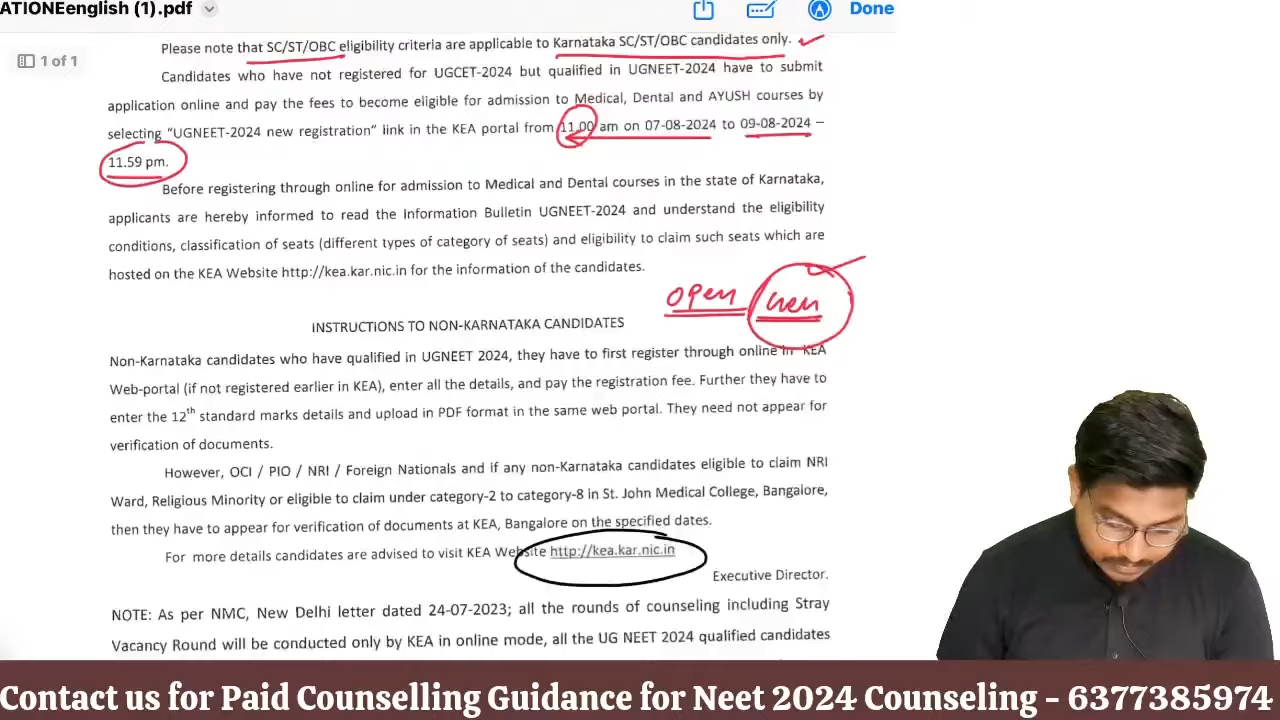 ATIONEenglish (1).pdf
Done
1 of 1
Please note that SC/ST/OBC eligibility criteria are applicable to Karnataka SC/ST/OBC candidates only.
Candidates who have not registered for UGCET-2024 but qualified in UGNEET-2024 have to submit
application online and pay the fees to become eligible for admission to Medical, Dental and AYUSH courses by
selecting "UGNEET-2024 new registration" link in the KEA portal from 11.00 am on 07-08-2024 to 09-08-2024 –
11.59 pm.
Before registering through online for admission to Medical and Dental courses in the state of Karnataka,
applicants are hereby informed to read the Information Bulletin UGNEET-2024 and understand the eligibility
conditions, classification of seats (different types of category of seats) and eligibility to claim such seats which are
hosted on the KEA Website http://kea.kar.nic.in for the information of the candidates.
open
INSTRUCTIONS TO NON-KARNATAKA CANDIDATES
Non-Karnataka candidates who have qualified in UGNEET 2024, they have to first register through online in KEA
Web-portal (if not registered earlier in KEA), enter all the details, and pay the registration fee. Further they have to
enter the 12th standard marks details and upload in PDF format in the same web portal. They need not appear for
verification of documents.
However, OCI / PIO / NRI / Foreign Nationals and if any non-Karnataka candidates eligible to claim NRI
Ward, Religious Minority or eligible to claim under category-2 to category-8 in St. John Medical College, Bangalore,
then they have to appear for verification of documents at KEA, Bangalore on the specified dates.
For more details candidates are advised to visit KEA Website http://kea.kar.nic.in
Executive Director.
NOTE: As per NMC, New Delhi letter dated 24-07-2023; all the rounds of counseling including Stray
Vacancy Round will be conducted only by KEA in online mode, all the UG NEET 2024 qualified candidates
Contact us for Paid Counselling Guidance for Neet 2024 Counseling - 6377385974